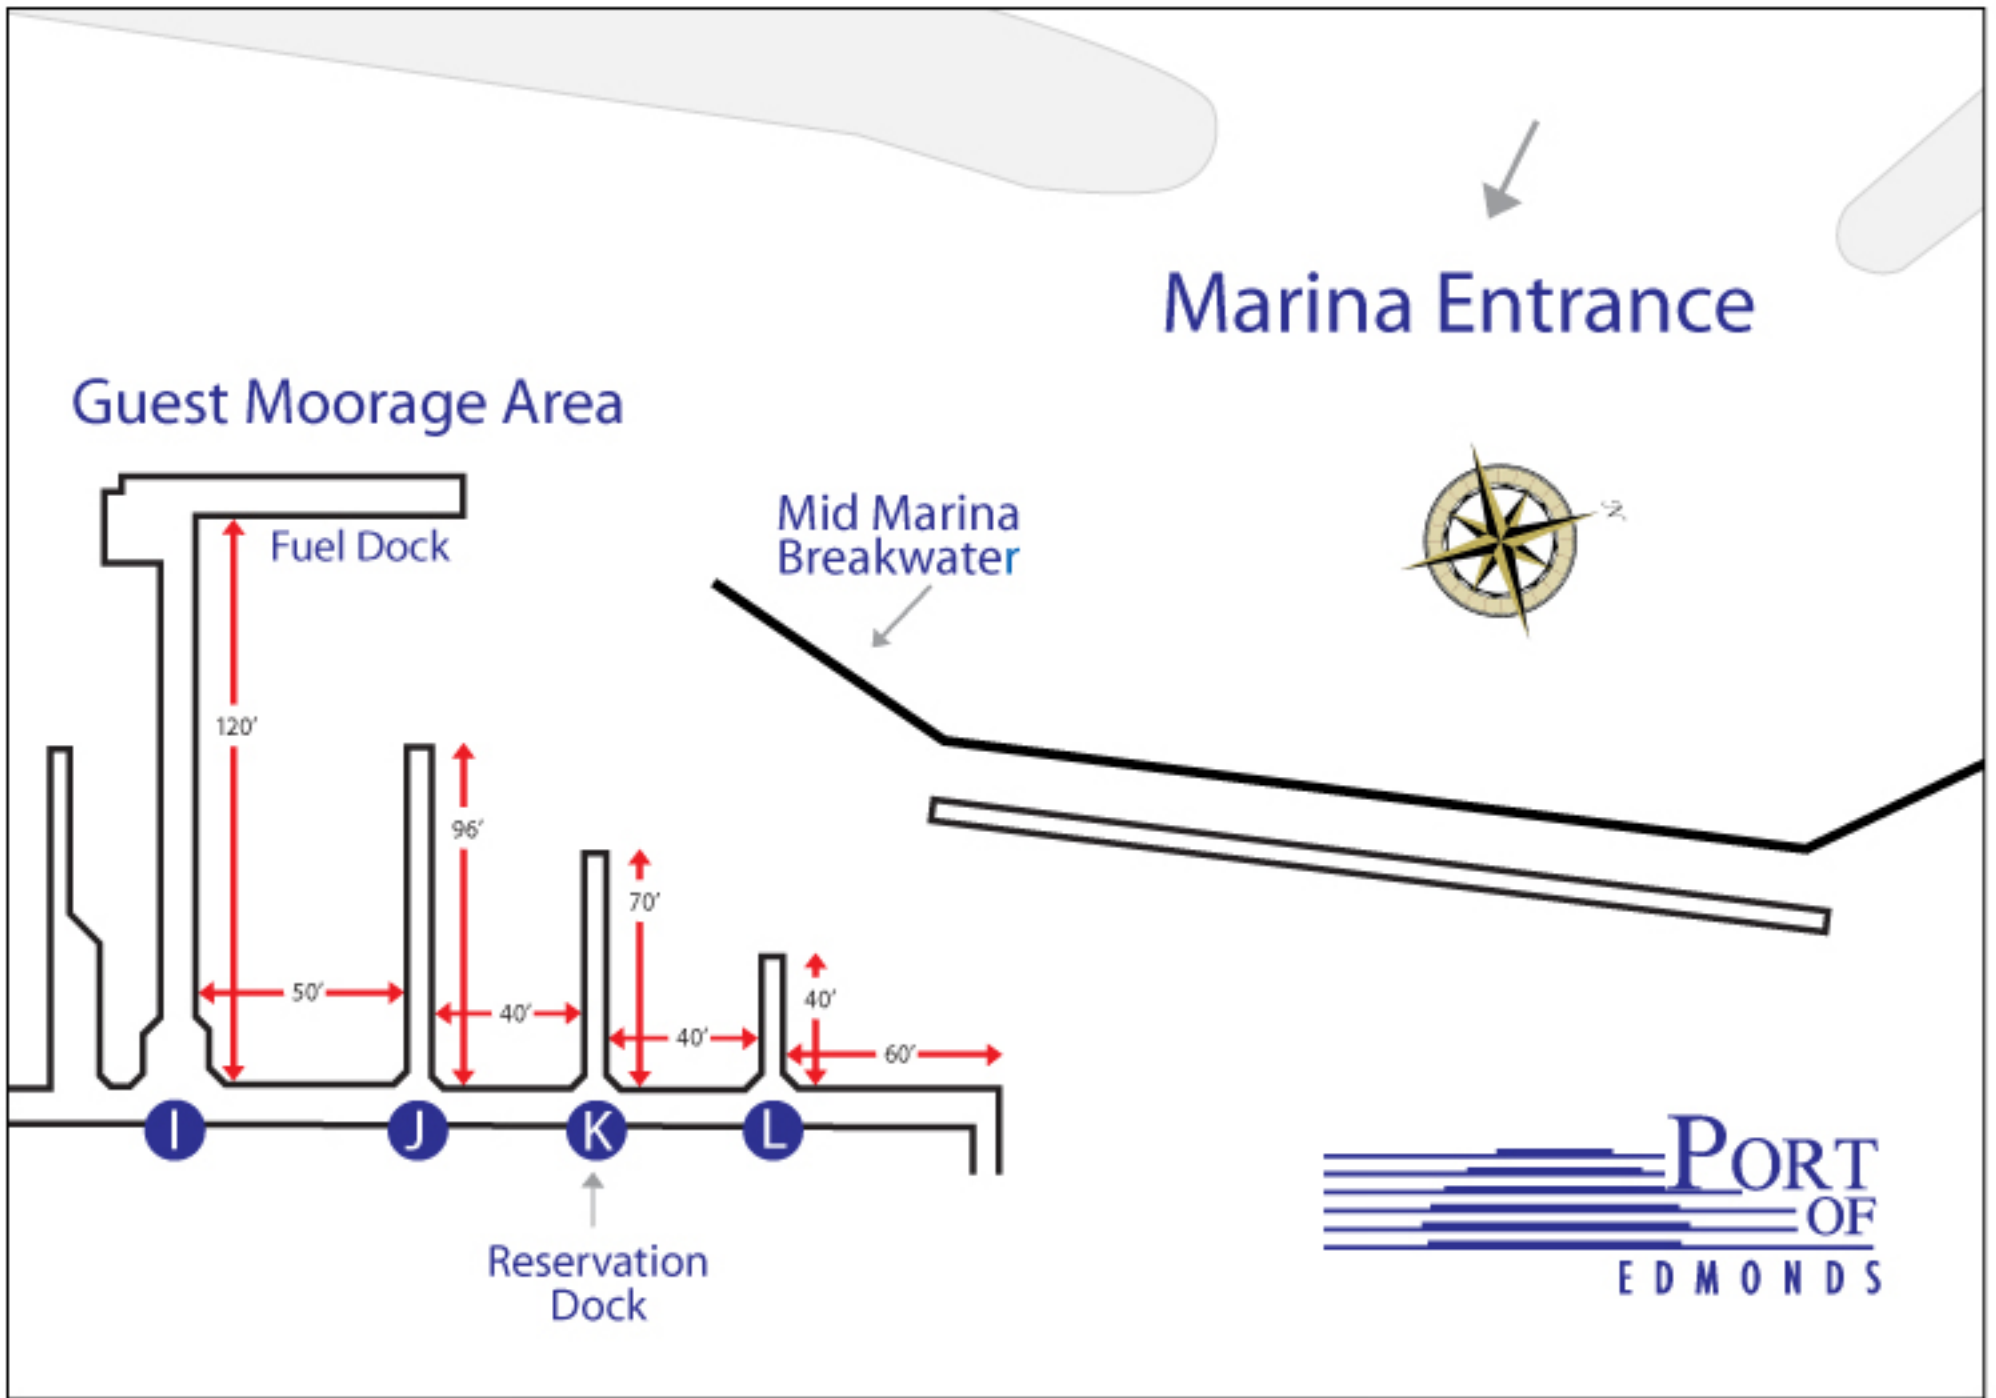 Marina Entrance
Guest Moorage Area
Mid Marina
Breakwater
N
Fuel Dock
120’
96’
70’
50’
40’
40’
40’
60’
I
J
K
L
Reservation
Dock
PORT
OF
EDMONDS